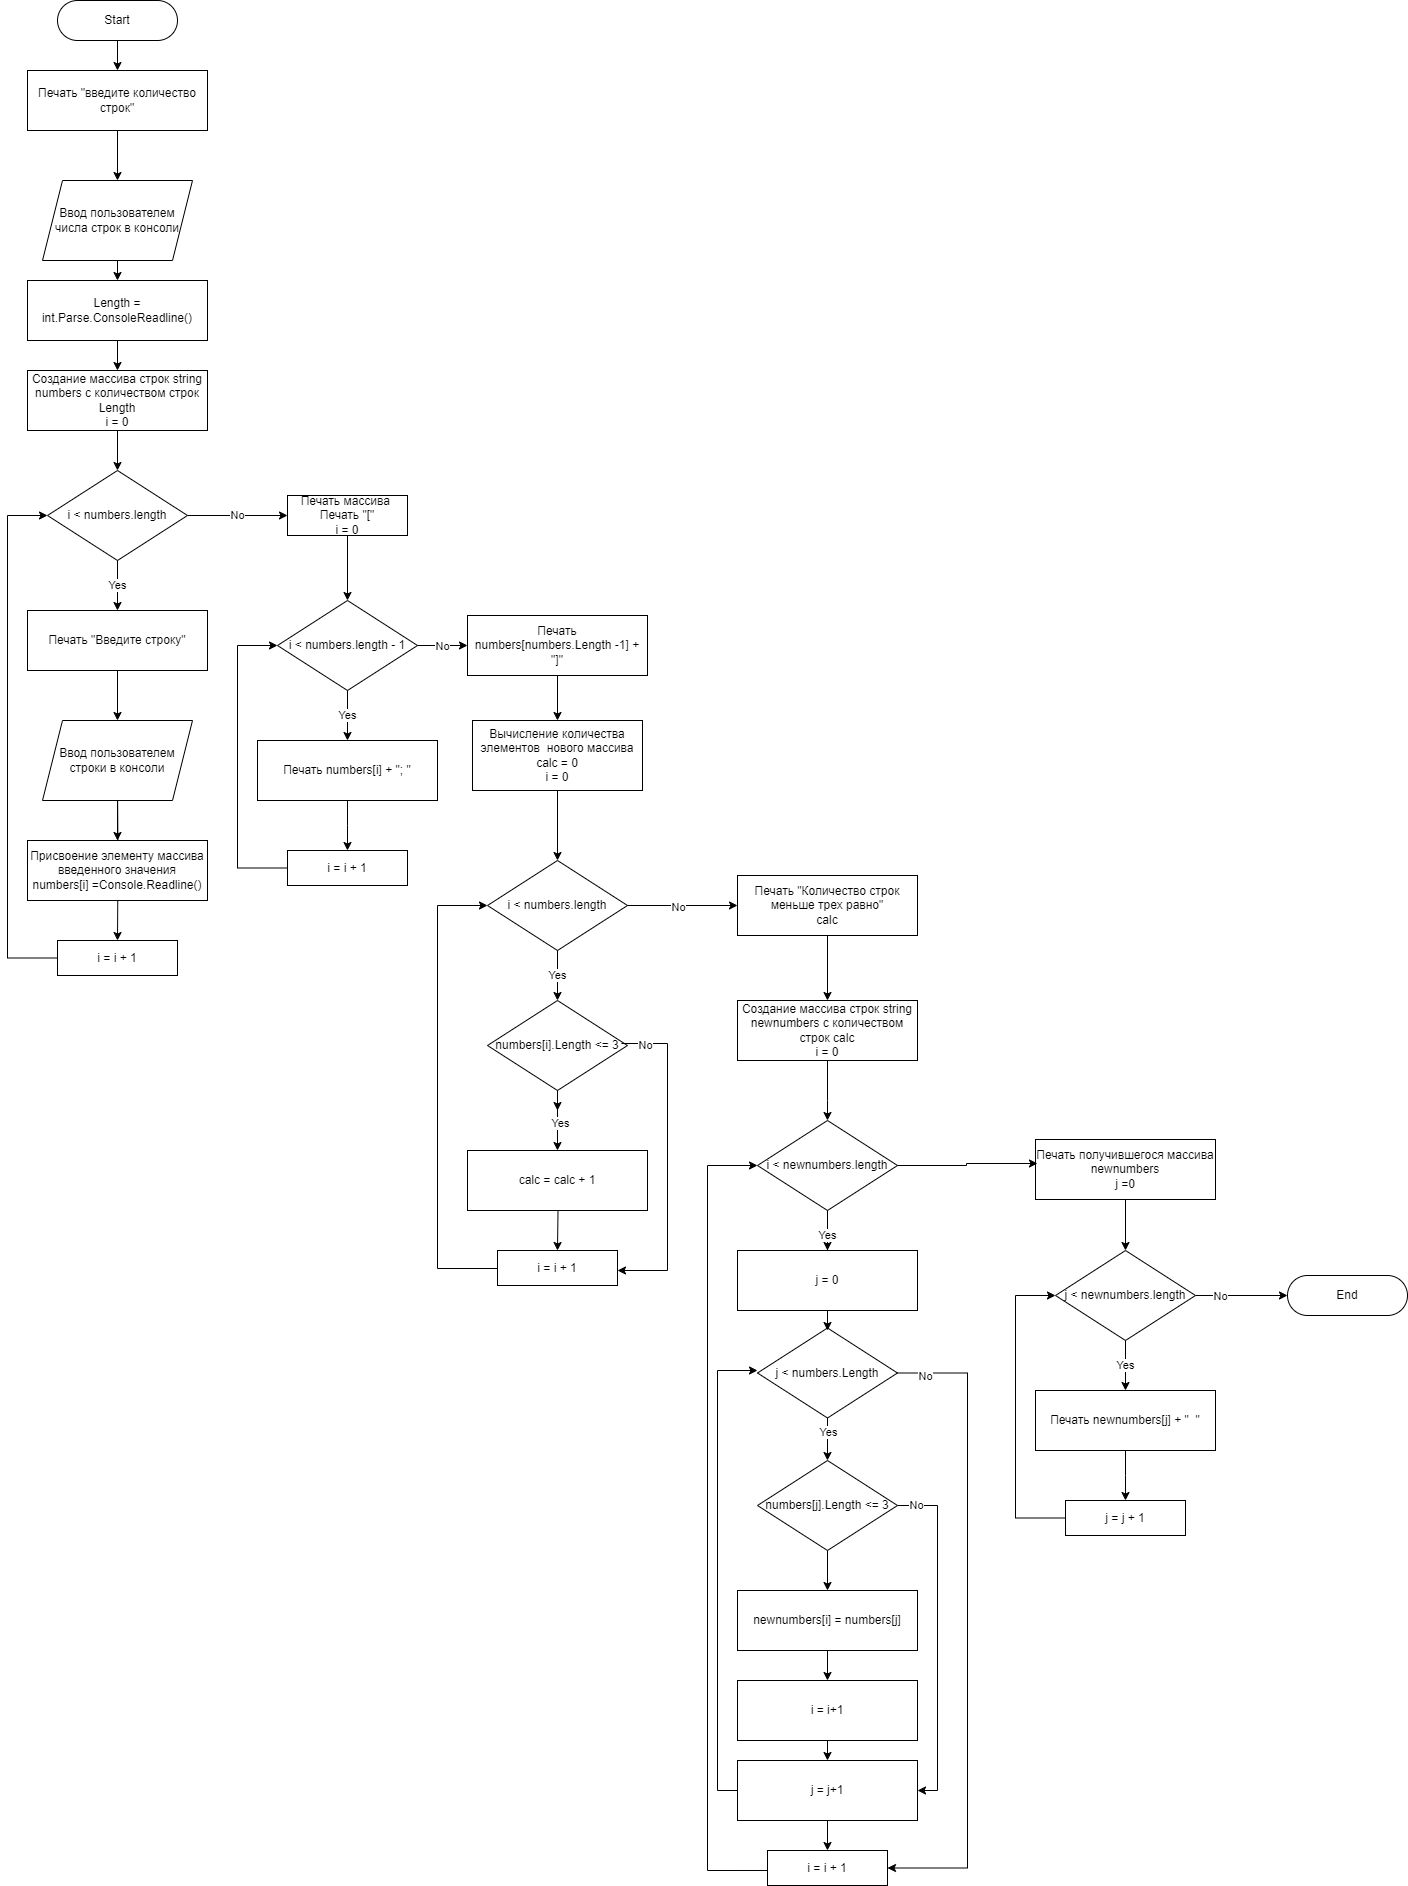 Start
Печать "введите количество
строк"
Ввод пользователем
числа строк в консоли
Length =
int.Parse.ConsoleReadline()
Создание массива строк string
numbers с количеством строк
Length
i = 0
i < numbers.length
No
Yes
Печать "Введите строку"
Ввод пользователем
строки в консоли
Присвоение элементу массива
введенного значения
numbers[i] =Console.Readline()
i = i + 1
Печать массива
Печать "["
i = 0
i < numbers.length - 1
No
Yes
Печать numbers[i] + "; "
i = i + 1
Печать
numbers[numbers.Length -1] +
"]"
Вычисление количества
элементов  нового массива
calc = 0
i = 0
i < numbers.length
No
Yes
numbers[i].Length <= 3
No
Yes
calc = calc + 1
i = i + 1
Печать "Количество строк
меньше трех равно"
calc
Создание массива строк string
newnumbers с количеством
строк calc
i = 0
i < newnumbers.length
Yes
j = 0
j < numbers.Length
No
Yes
numbers[j].Length <= 3
No
newnumbers[i] = numbers[j]
i = i+1
j = j+1
i = i + 1
Печать получившегося массива
newnumbers
j =0
j < newnumbers.length
No
Yes
Печать newnumbers[j] + "  "
j = j + 1
End